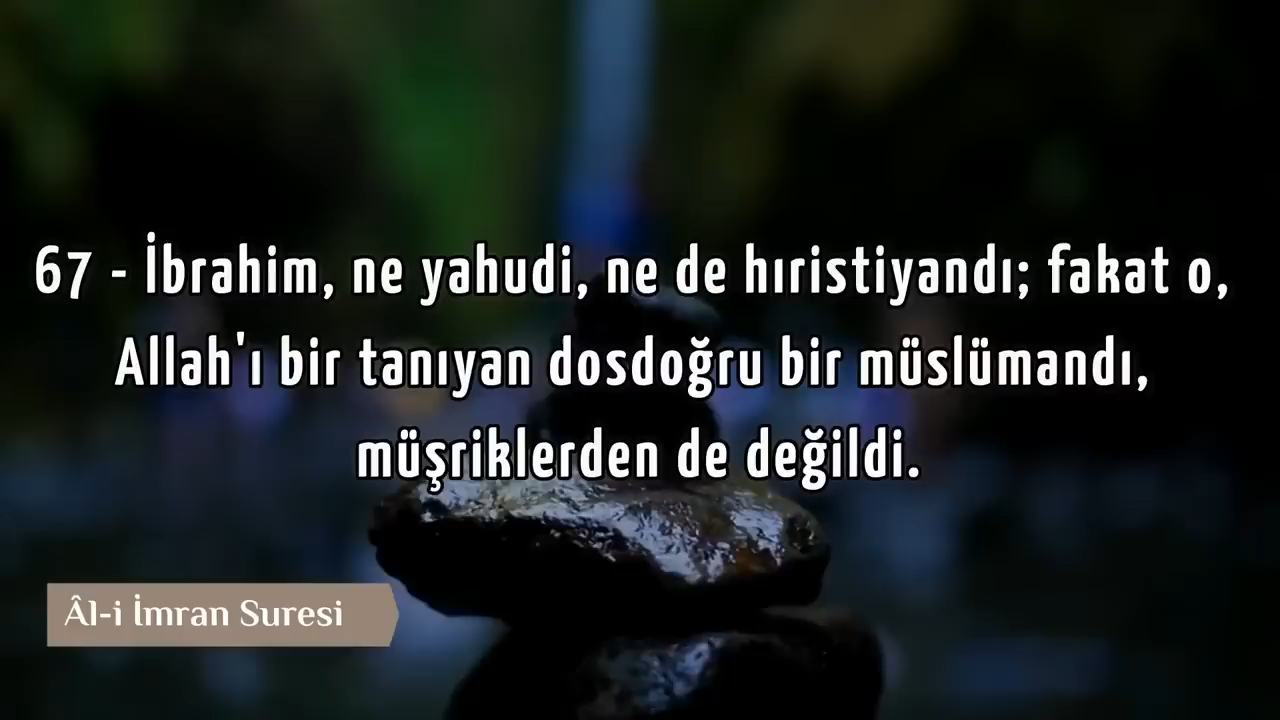 67 - İbrahim, ne yahudi, ne de hıristiyandı; fakat o,
Allah'ı bir tanıyan dosdoğru bir müslümandı,
müşriklerden de değildi.
Âl-i İmran Suresi